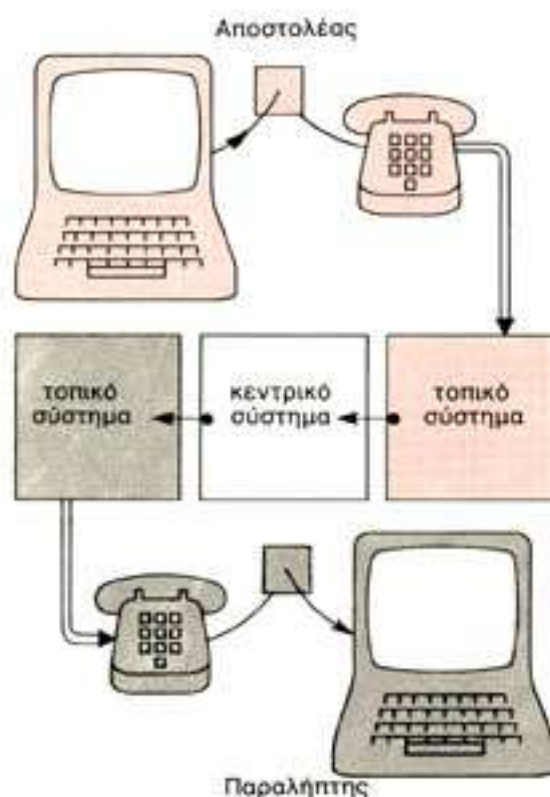 Αποστολέας
τοπικό
σύστημα
κεντρικό
σύστημα
τοπικό
σύστημα
Παραλήπτης